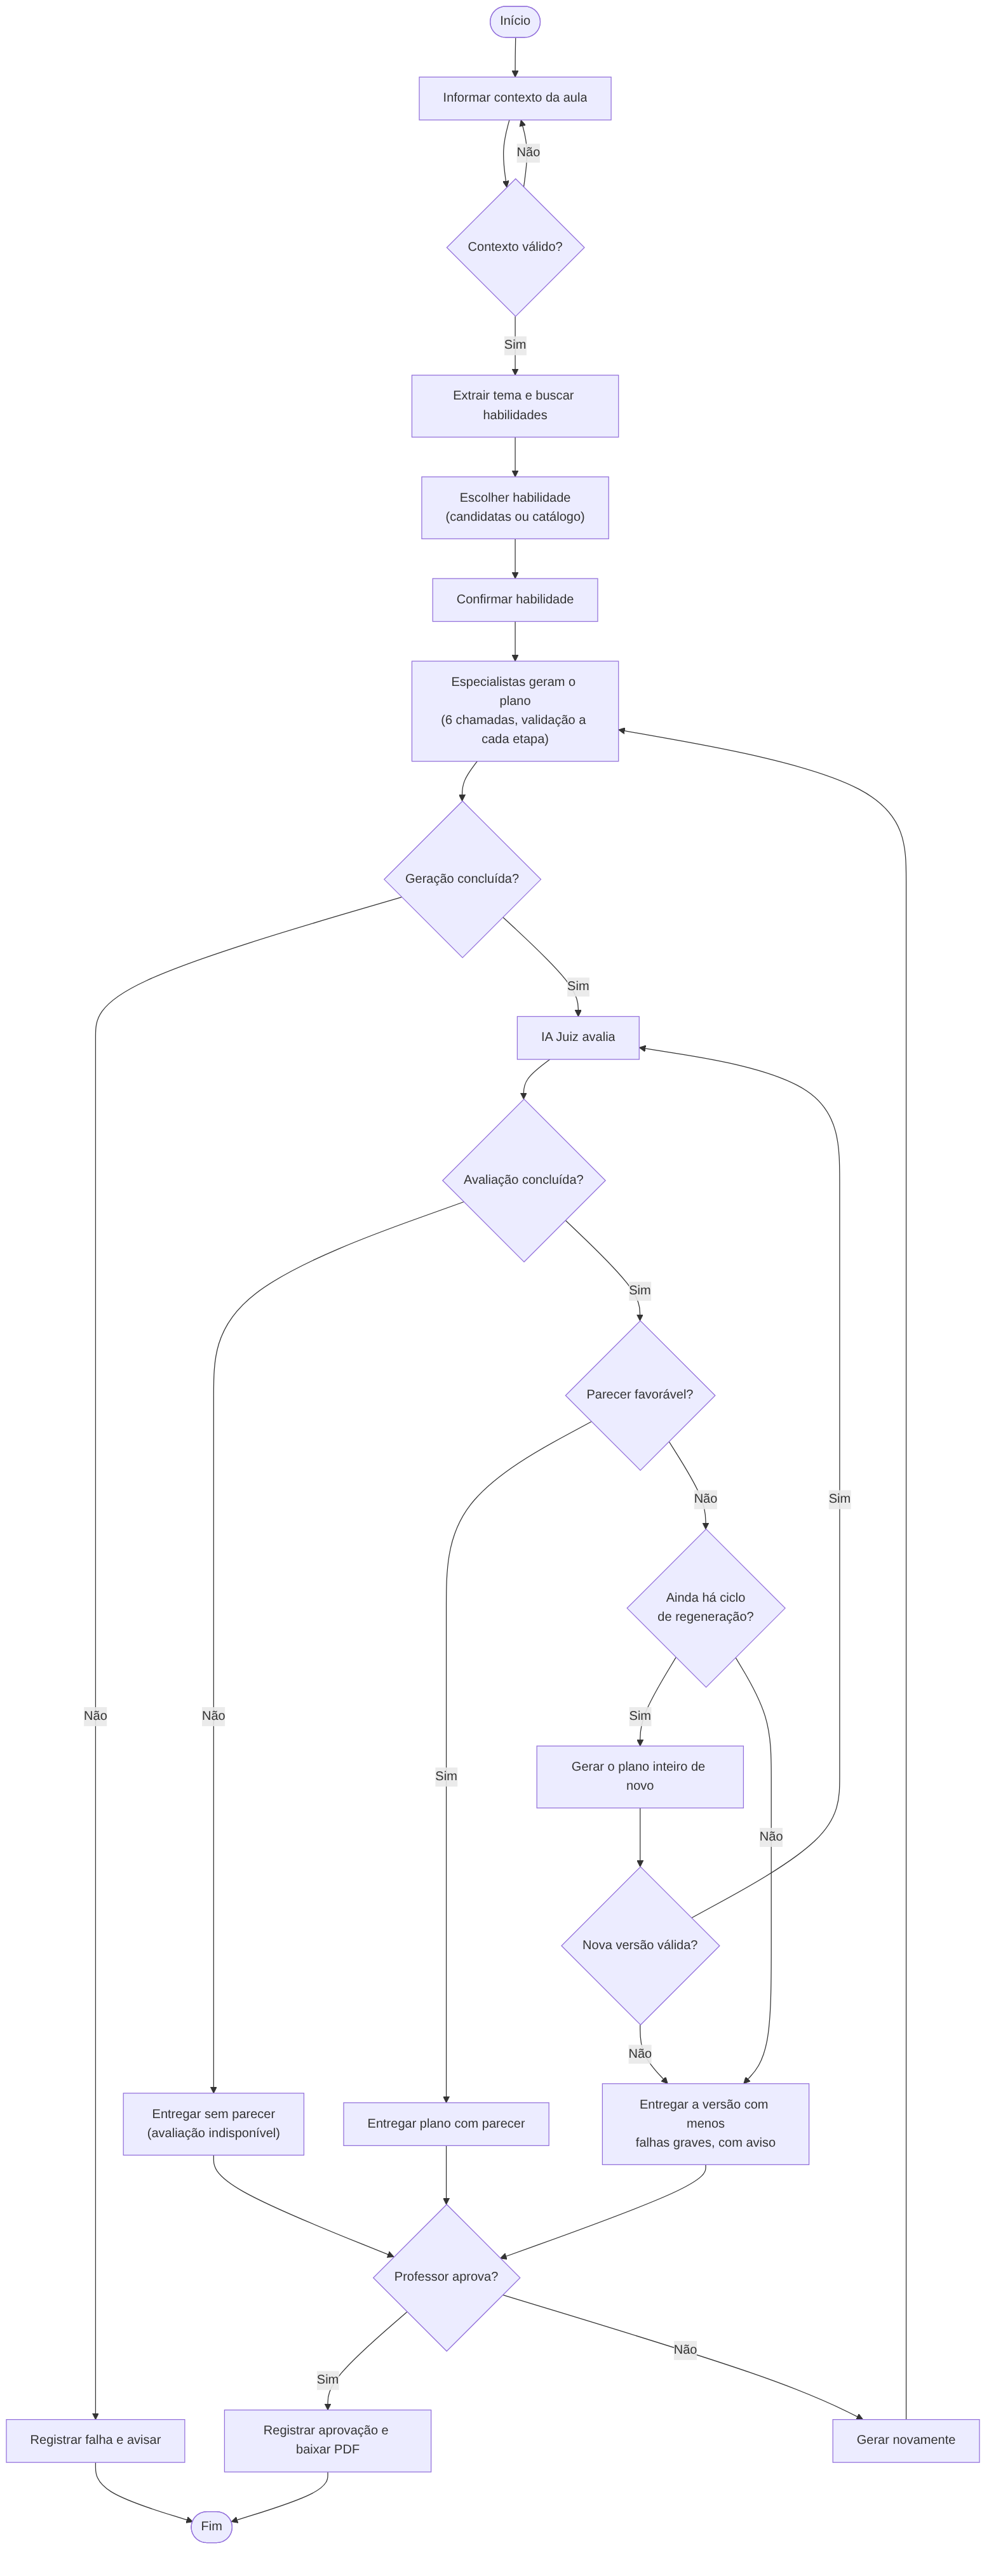 Início
Informar contexto da aula
Não
Contexto válido?
Sim
Extrair tema e buscar
habilidades
Escolher habilidade
(candidatas ou catálogo)
Confirmar habilidade
Especialistas geram o
plano
(6 chamadas, validação a
cada etapa)
Geração concluída?
Sim
IA Juiz avalia
Avaliação concluída?
Sim
Parecer favorável?
Não
Sim
Ainda há ciclo
de regeneração?
Não
Não
Sim
Gerar o plano inteiro de
novo
Sim
Não
Nova versão válida?
Não
Entregar sem parecer
(avaliação indisponível)
Entregar plano com parecer
Entregar a versão com
menos
falhas graves, com aviso
Professor aprova?
Não
Sim
Registrar falha e avisar
Registrar aprovação e
baixar PDF
Gerar novamente
Fim